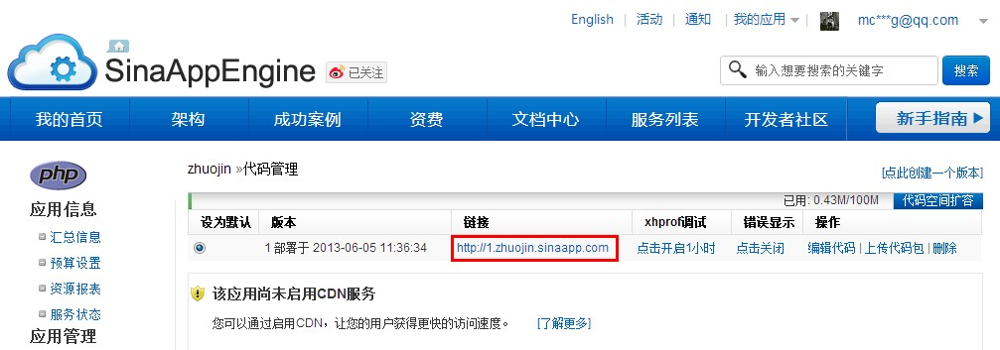 English | 活动 | 通知 | 我的应用 | mc***g@qq.com
SinaAppEngine 已关注
输入想要搜索的关键字 搜索
我的首页 架构 成功案例 资费 文档中心 服务列表 开发者社区 新手指南
php
zhuojin »代码管理 [点此创建一个版本]
应用信息
汇总信息
预算设置
资源报表
服务状态
应用管理
已用: 0.43M/100M 代码空间扩容
设为默认 版本 链接 xhprof调试 错误显示 操作
1 部署于 2013-06-05 11:36:34 http://1.zhuojin.sinaapp.com 点击开启1小时 点击关闭 编辑代码 | 上传代码包 | 删除
该应用尚未启用CDN服务
您可以通过启用CDN，让您的用户获得更快的访问速度。 [了解更多]